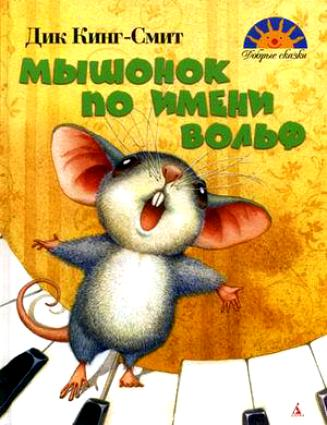 Дик Кинг-Смит
Добрые сказки
МЫШОНОК
ПО ИМЕНИ
ВОЛЬФ